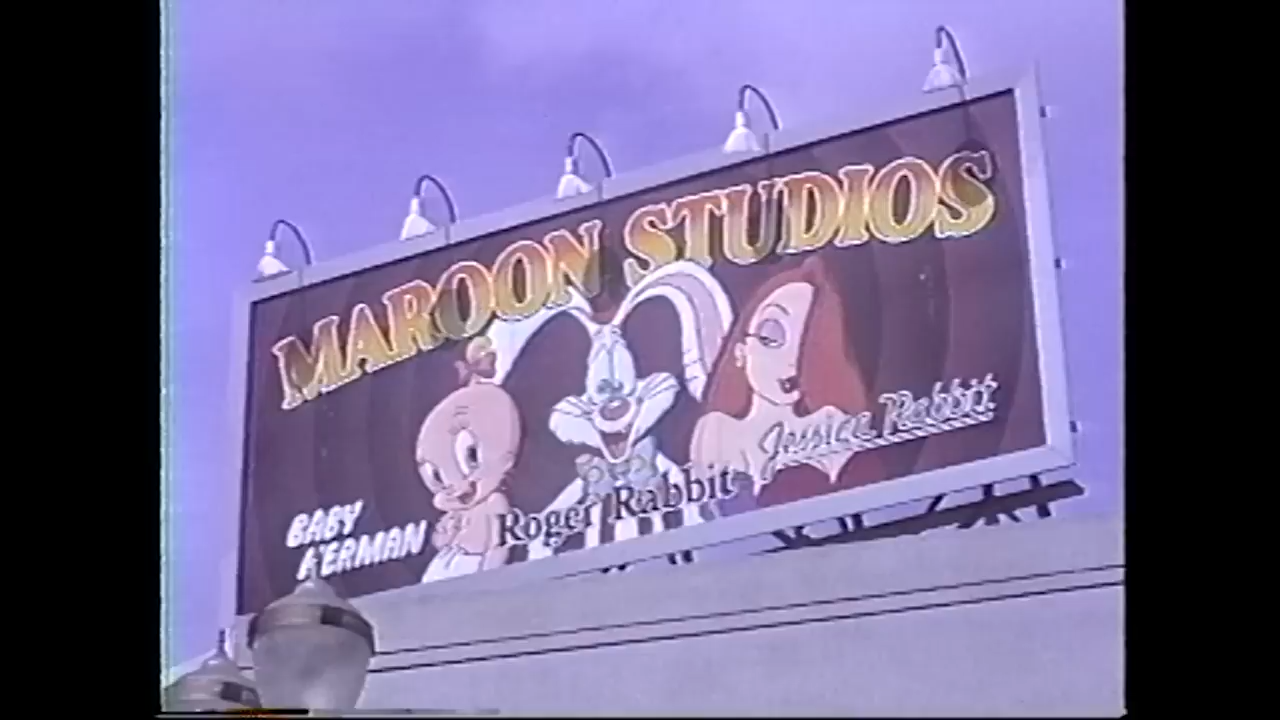 MAROON STUDIOS
BABY
HERMAN
Roger Rabbit
Jessica Rabbit